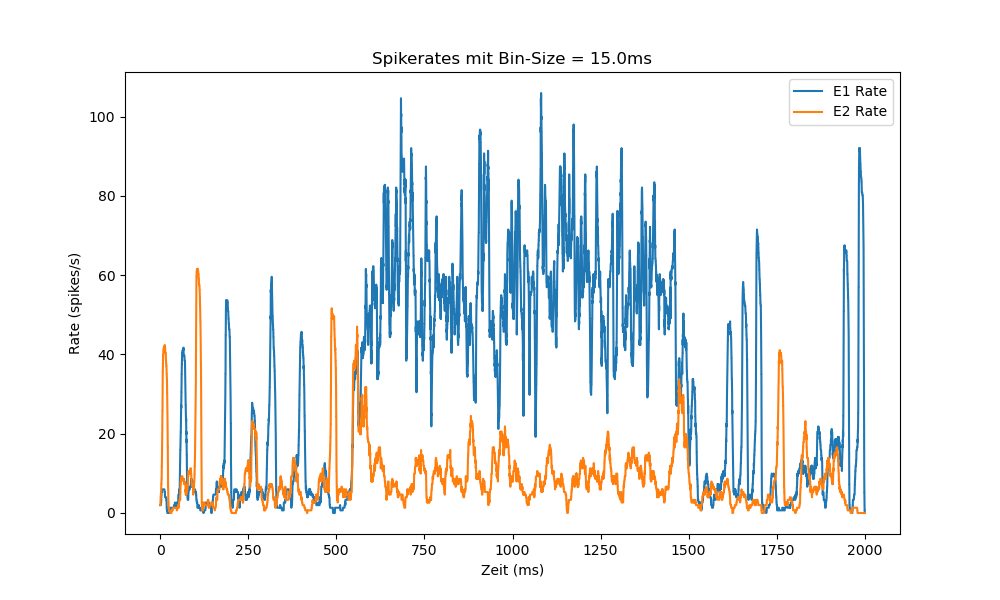 Spikerates mit Bin-Size = 15.0ms
E1 Rate
E2 Rate
Rate (spikes/s)
100
80
60
40
20
0
0 250 500 750 1000 1250 1500 1750 2000
Zeit (ms)